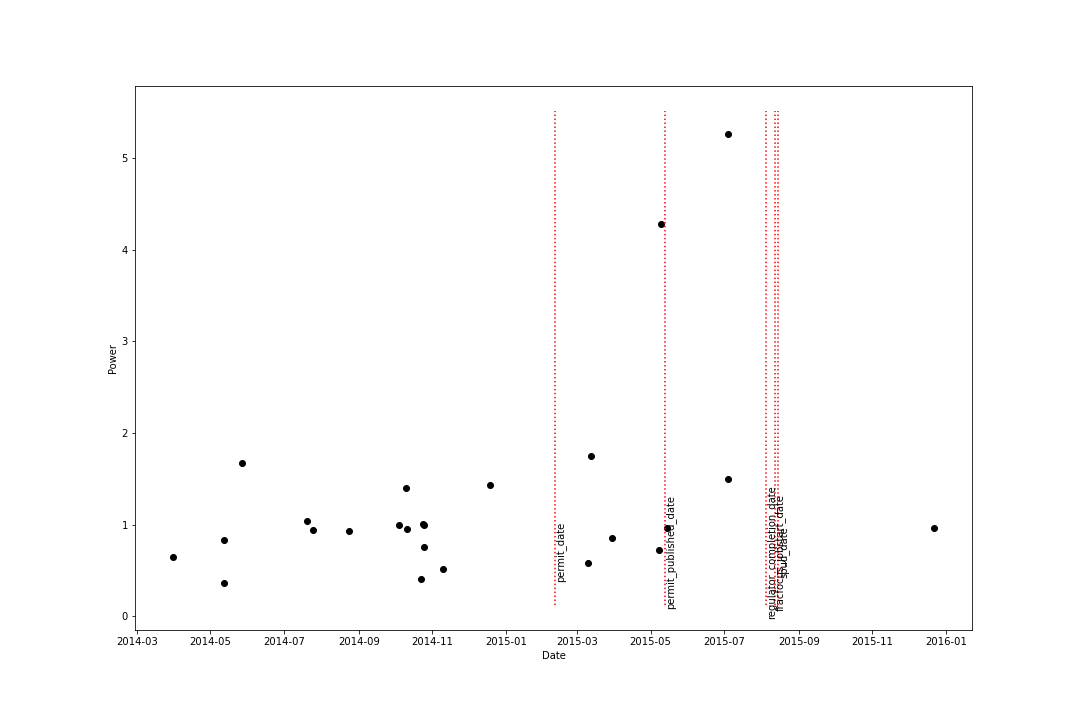 5
4
3
2
1
0
Power
permit_date
permit_published_date
regulator_completion_date
spud_date
2014-03 2014-05 2014-07 2014-09 2014-11 2015-01 2015-03 2015-05 2015-07 2015-09 2015-11 2016-01
Date